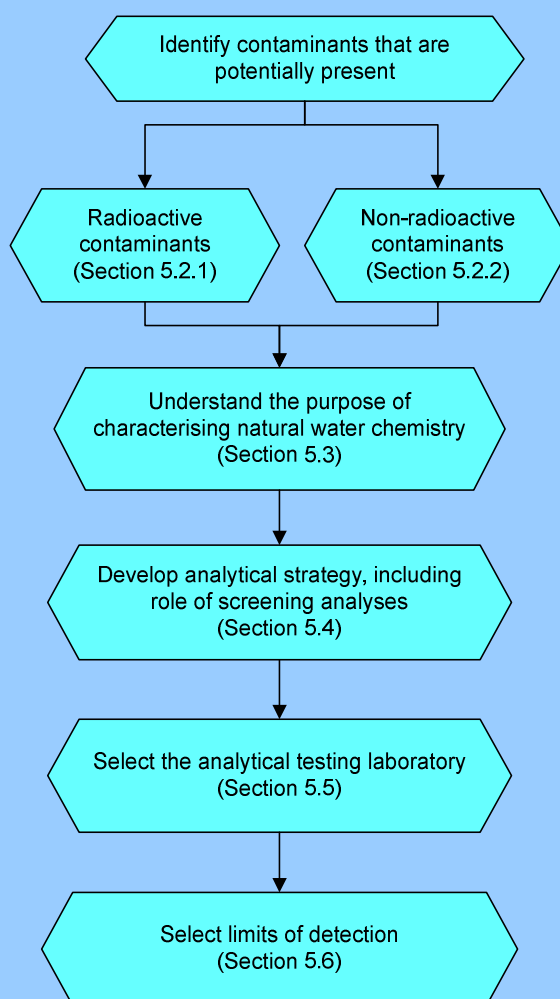 Identify contaminants that are
potentially present
Radioactive
contaminants
(Section 5.2.1)
Non-radioactive
contaminants
(Section 5.2.2)
Understand the purpose of
characterising natural water chemistry
(Section 5.3)
Develop analytical strategy, including
role of screening analyses
(Section 5.4)
Select the analytical testing laboratory
(Section 5.5)
Select limits of detection
(Section 5.6)